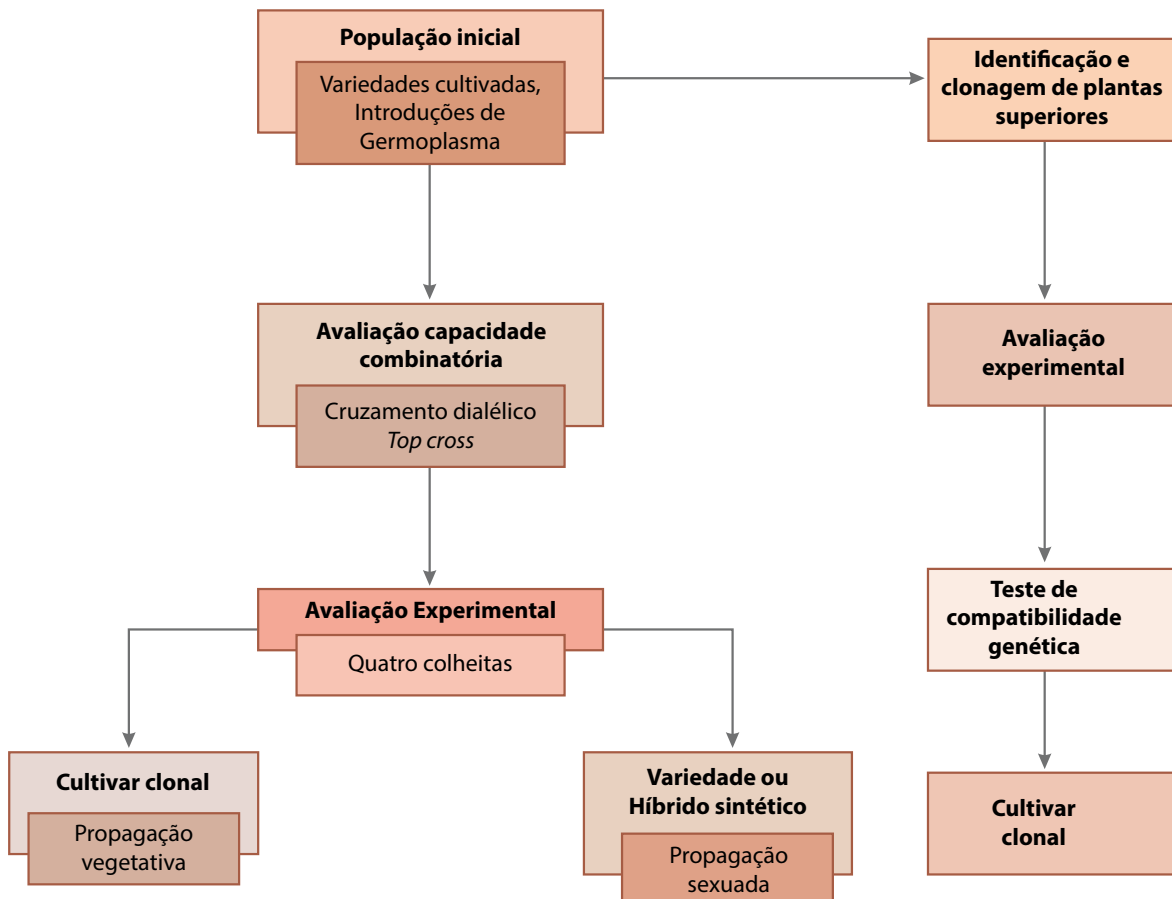 População inicial
Variedades cultivadas,
Introduções de
Germoplasma
Identificação e
clonagem de plantas
superiores
Avaliação capacidade
combinatória
Cruzamento dialélico
Top cross
Avaliação
experimental
Avaliação Experimental
Quatro colheitas
Teste de
compatibilidade
genética
Cultivar clonal
Propagação
vegetativa
Variedade ou
Híbrido sintético
Propagação
sexuada
Cultivar
clonal